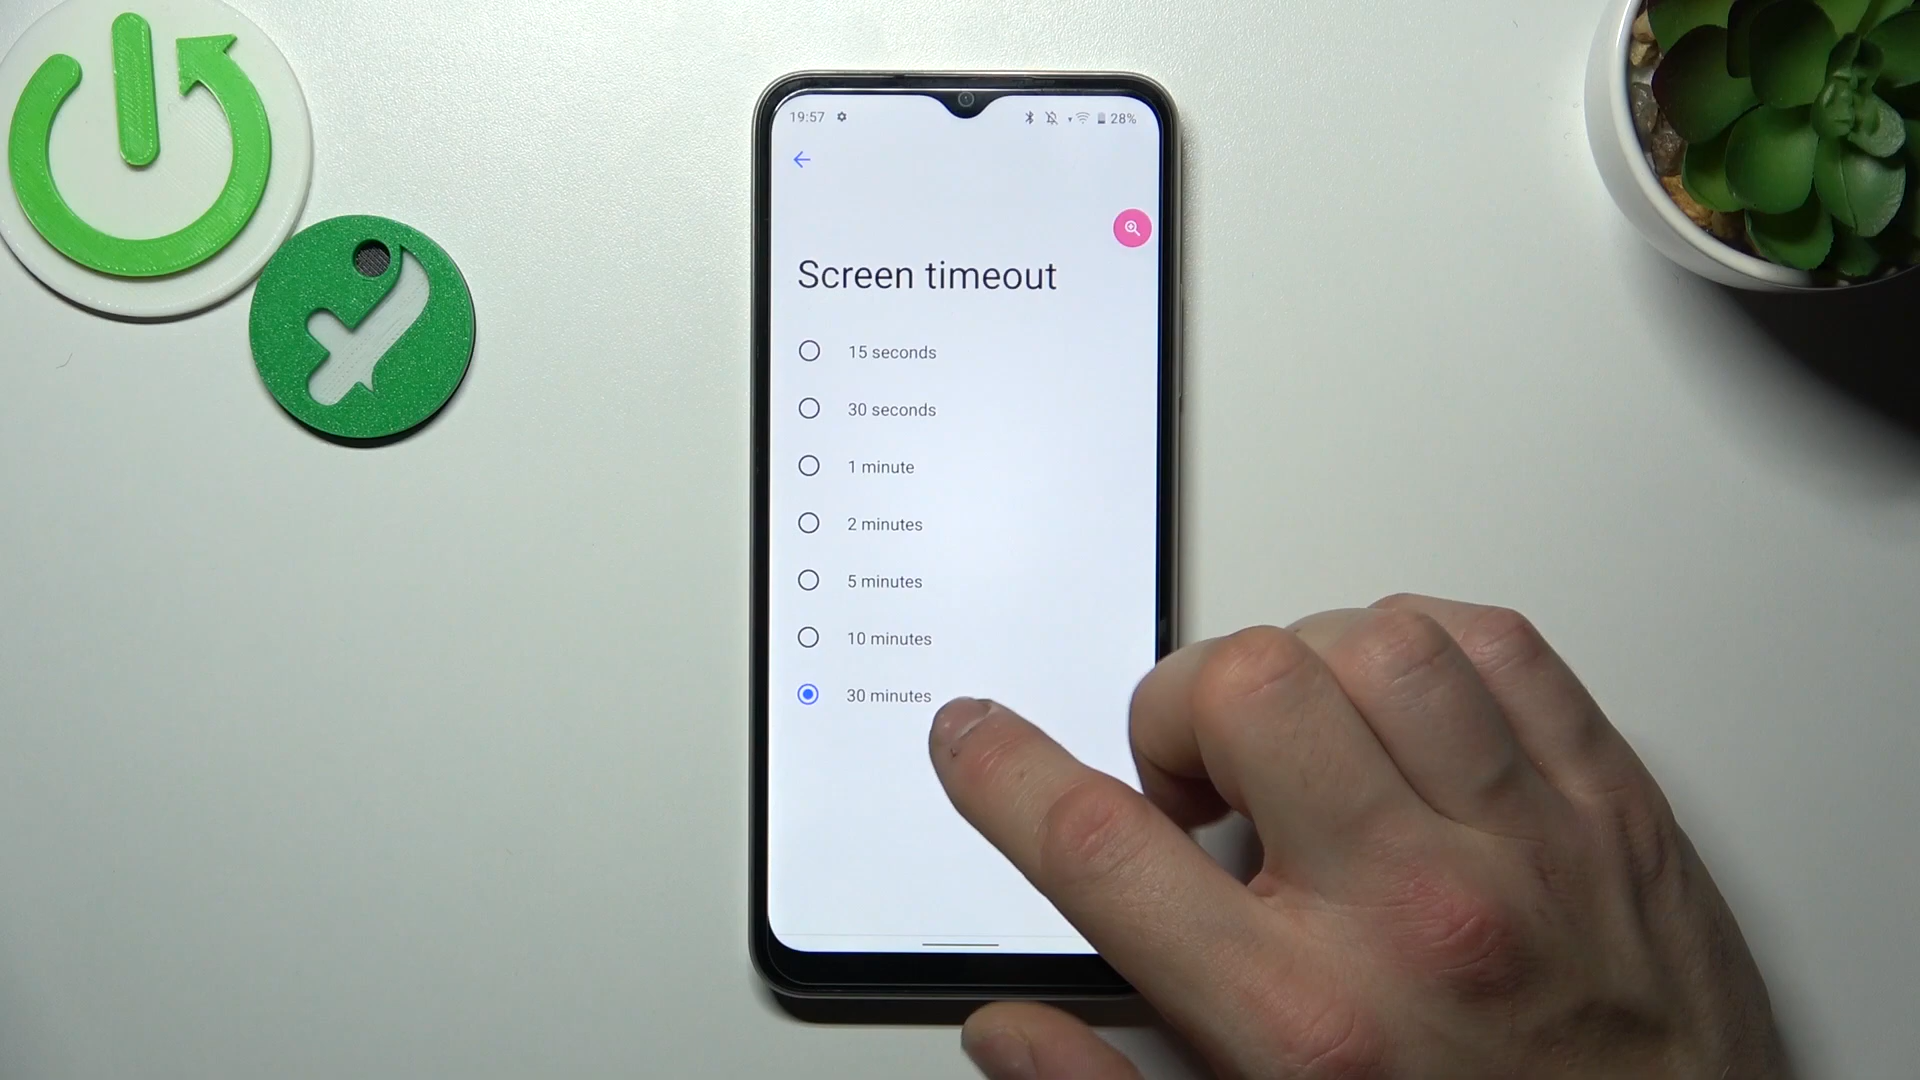 19:57 28%
Screen timeout
15 seconds
30 seconds
1 minute
2 minutes
5 minutes
10 minutes
30 minutes